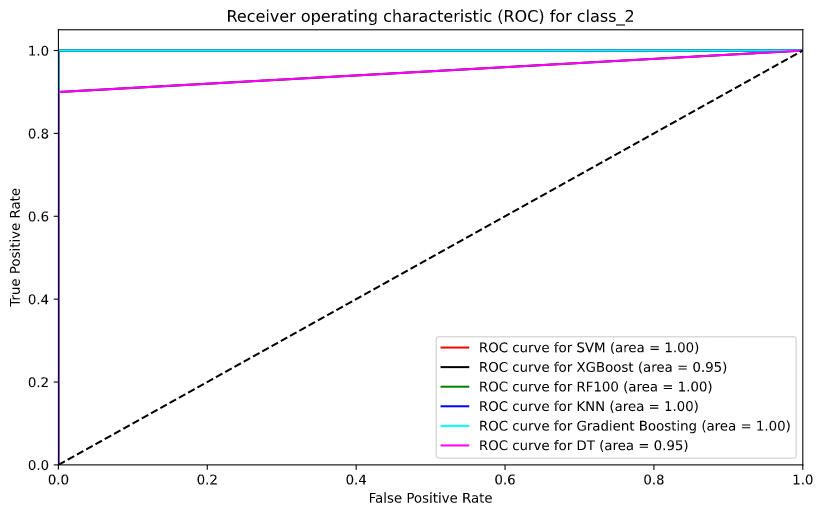 Receiver operating characteristic (ROC) for class_2
True Positive Rate
1.0
0.8
0.6
0.4
0.2
0.0
ROC curve for SVM (area = 1.00)
ROC curve for XGBoost (area = 0.95)
ROC curve for RF100 (area = 1.00)
ROC curve for KNN (area = 1.00)
ROC curve for Gradient Boosting (area = 1.00)
ROC curve for DT (area = 0.95)
0.0 0.2 0.4 0.6 0.8 1.0
False Positive Rate